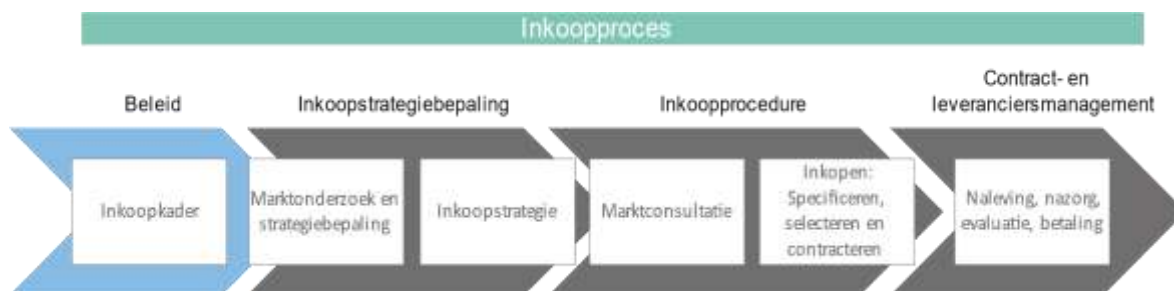 Inkoopproces
Beleid
Inkoopstrategiebepaling
Inkoopprocedure
Contract- en
leveranciersmanagement
Inkoopkader
Marktonderzoek en
strategiebepaling
Inkoopstrategie
Marktconsultatie
Inkopen:
Specificeren,
selecteren en
contracteren
Naleving, nazorg,
evaluatie, betaling